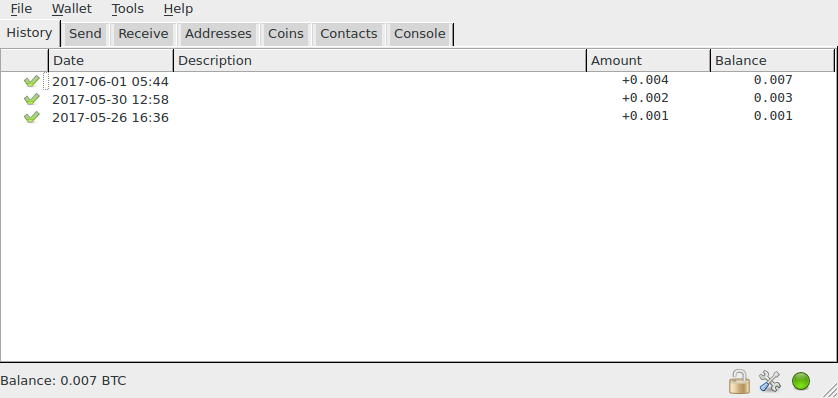 File Wallet Tools Help
History Send Receive Addresses Coins Contacts Console
Date Description Amount Balance
2017-06-01 05:44 +0.004 0.007
2017-05-30 12:58 +0.002 0.003
2017-05-26 16:36 +0.001 0.001
Balance: 0.007 BTC